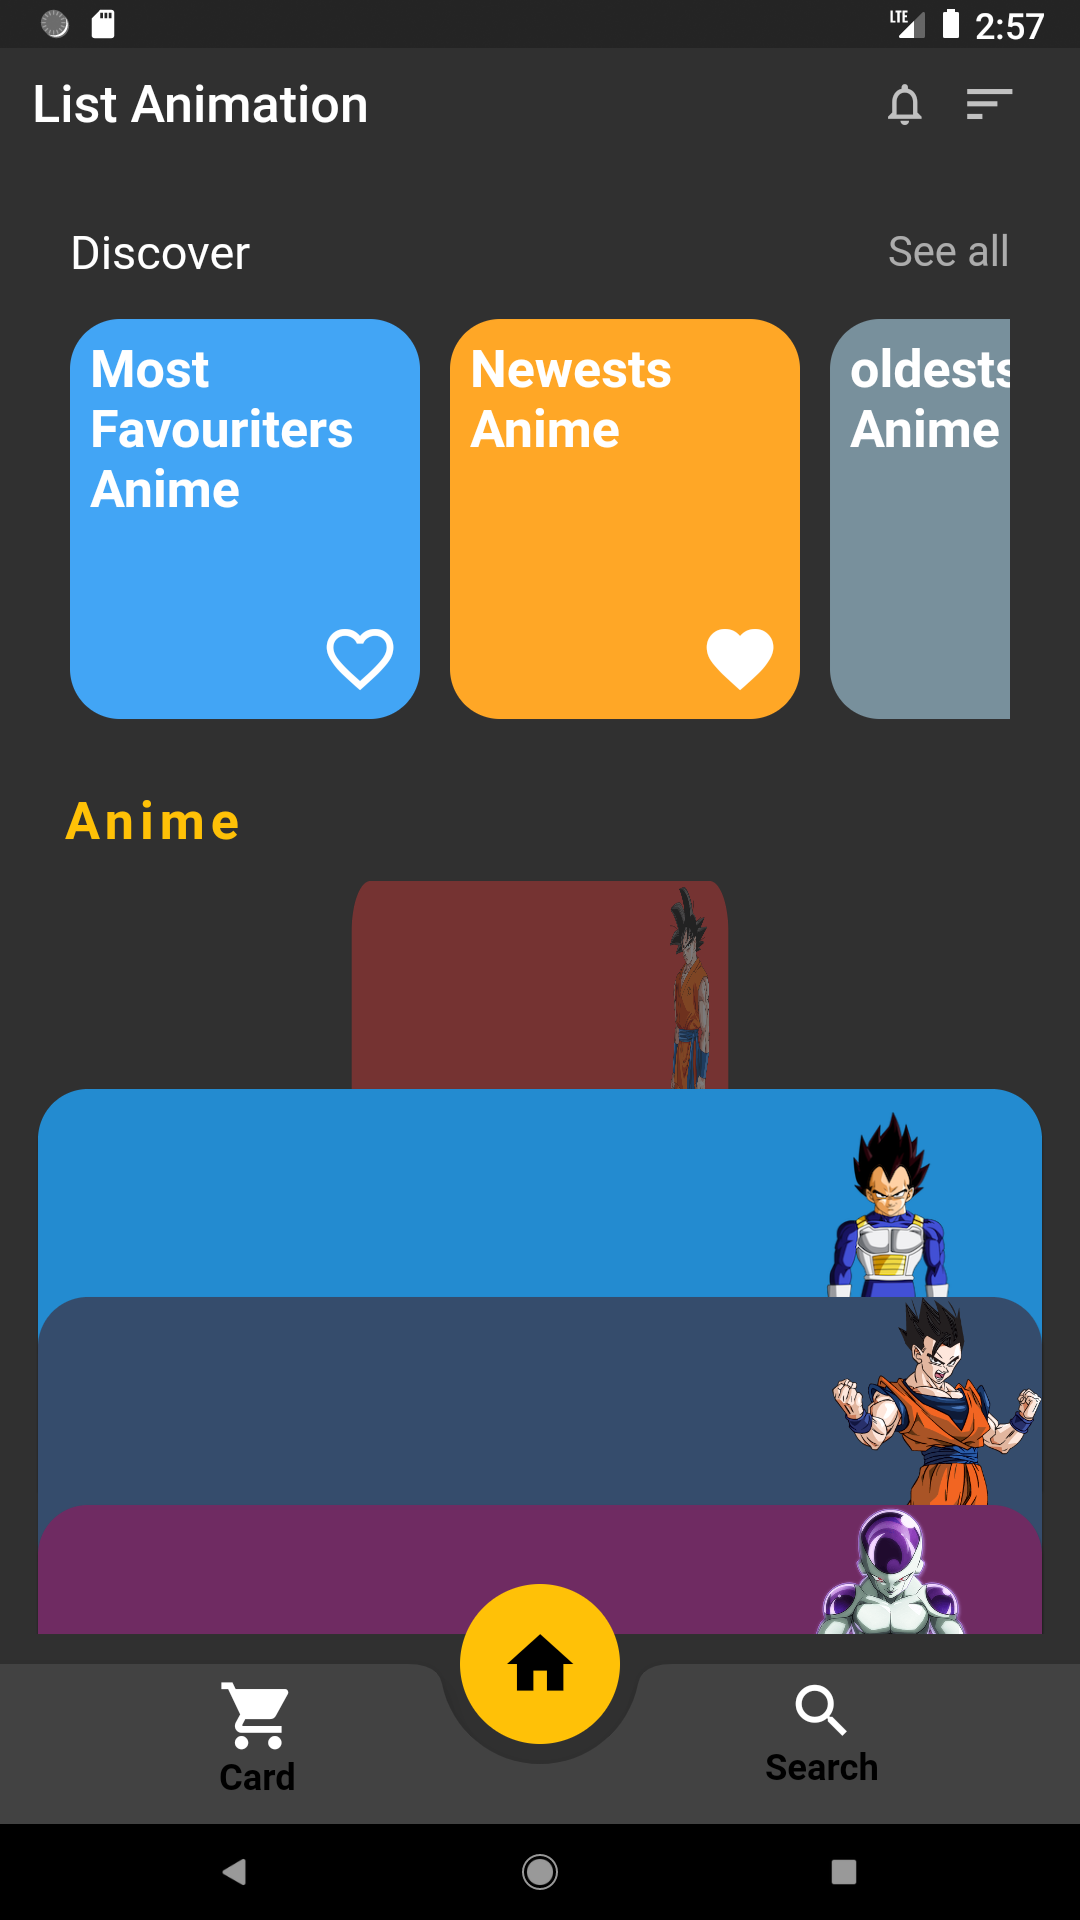 LTE 2:57
List Animation
Discover See all
Most
Favouriters
Anime
Newests
Anime
oldests
Anime
Anime
Card
Search